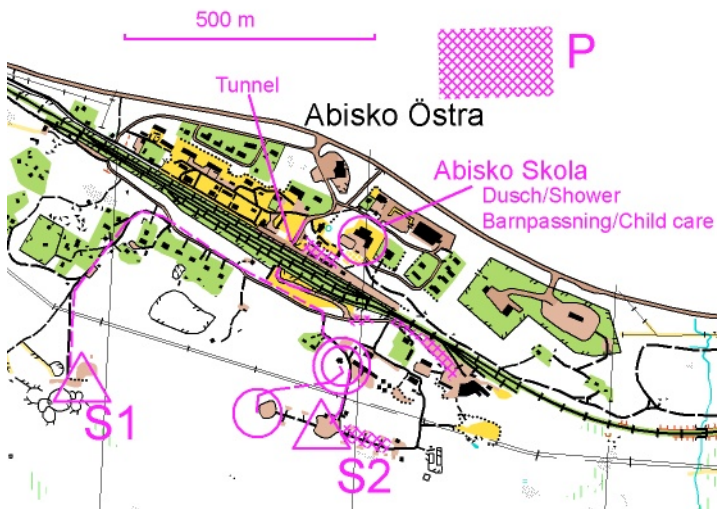 500 m
P
Tunnel
Abisko Östra
Abisko Skola
Dusch/Shower
Barnpassning/Child care
S1
S2